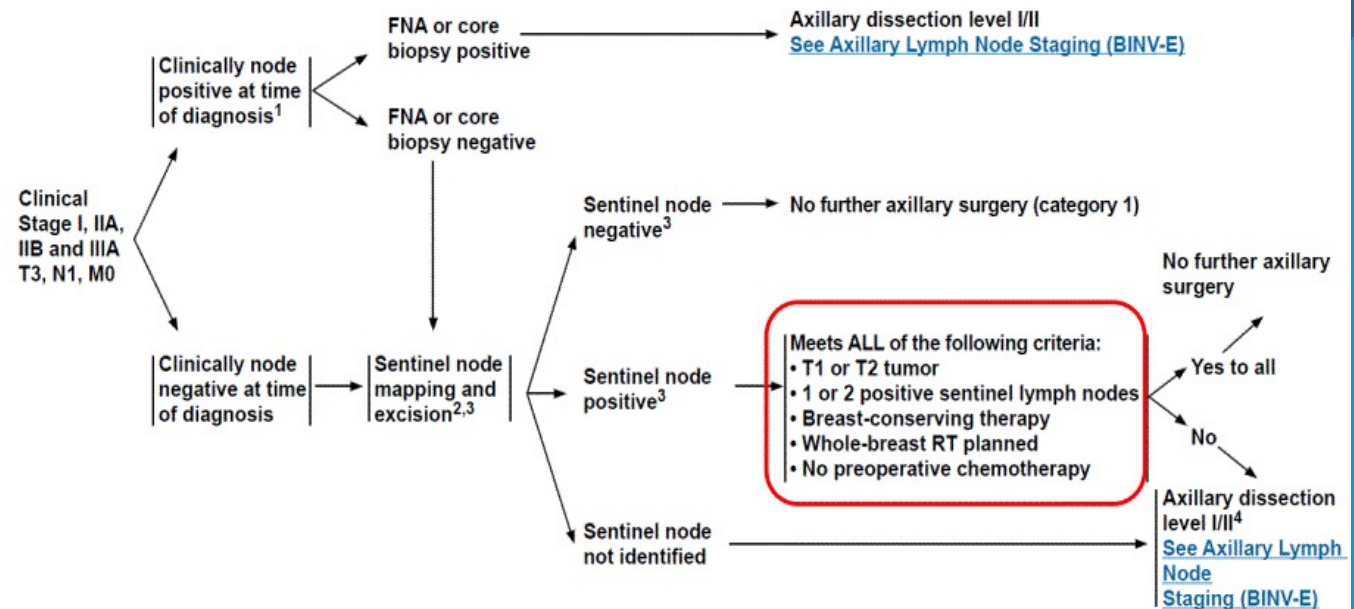 FNA or core
biopsy positive
Axillary dissection level I/II
See Axillary Lymph Node Staging (BINV-E)
Clinically node
positive at time
of diagnosis1
FNA or core
biopsy negative
Clinical
Stage I, IIA,
IIB and IIIA
T3, N1, M0
Sentinel node
negative3
No further axillary surgery (category 1)
No further axillary
surgery
Clinically node
negative at time
of diagnosis
Sentinel node
mapping and
excision2,3
Sentinel node
positive3
Meets ALL of the following criteria:
• T1 or T2 tumor
• 1 or 2 positive sentinel lymph nodes
• Breast-conserving therapy
• Whole-breast RT planned
• No preoperative chemotherapy
Yes to all
No
Sentinel node
not identified
Axillary dissection
level I/II4
See Axillary Lymph
Node
Staging (BINV-E)